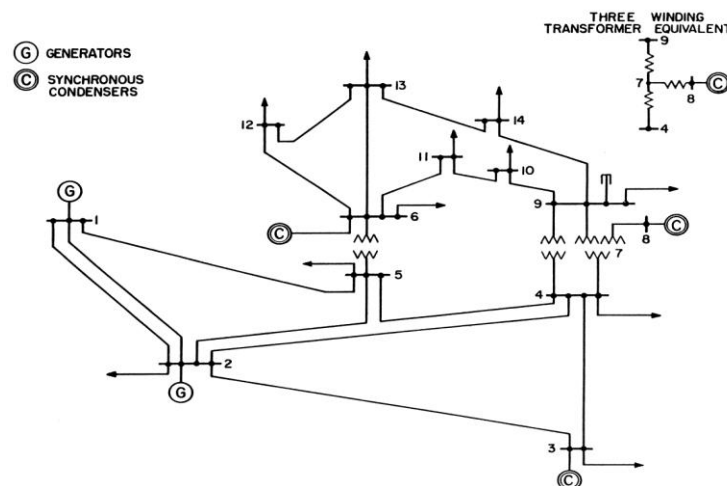 THREE WINDING
TRANSFORMER EQUIVALENT
9
7
C
8
4
G GENERATORS
C SYNCHRONOUS
CONDENSERS
13
12
14
11
10
G
1
C
6
9
C
8
7
5
4
2
G
3
C